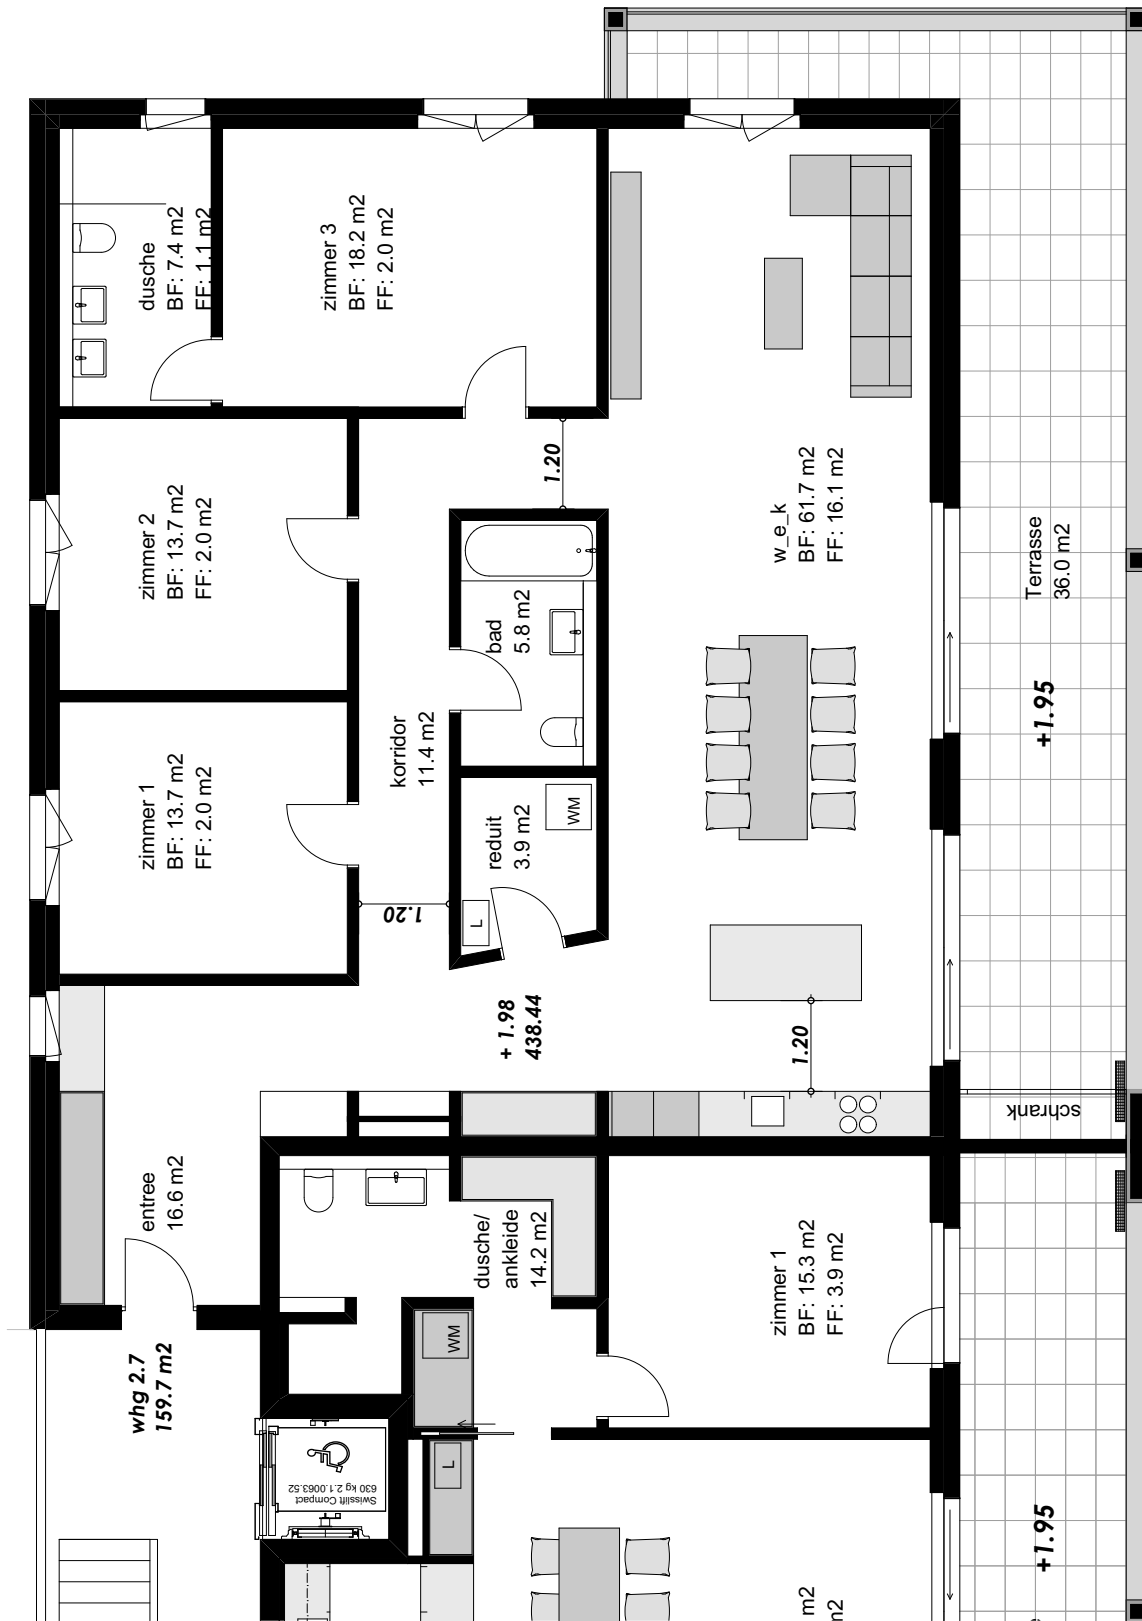 dusche
BF: 7.4 m2
FF: 1.1 m2
zimmer 3
BF: 18.2 m2
FF: 2.0 m2
zimmer 2
BF: 13.7 m2
FF: 2.0 m2
1.20
w_e_k
BF: 61.7 m2
FF: 16.1 m2
Terrasse
36.0 m2
+1.95
bad
5.8 m2
korridor
11.4 m2
zimmer 1
BF: 13.7 m2
FF: 2.0 m2
reduit
3.9 m2
WM
L
1.20
+ 1.98
438.44
1.20
schrank
entree
16.6 m2
dusche/
ankleide
14.2 m2
zimmer 1
BF: 15.3 m2
FF: 3.9 m2
whg 2.7
159.7 m2
WM
L
Swisslift Compact
630 kg 2.1.0063.52
+1.95
m2
m2